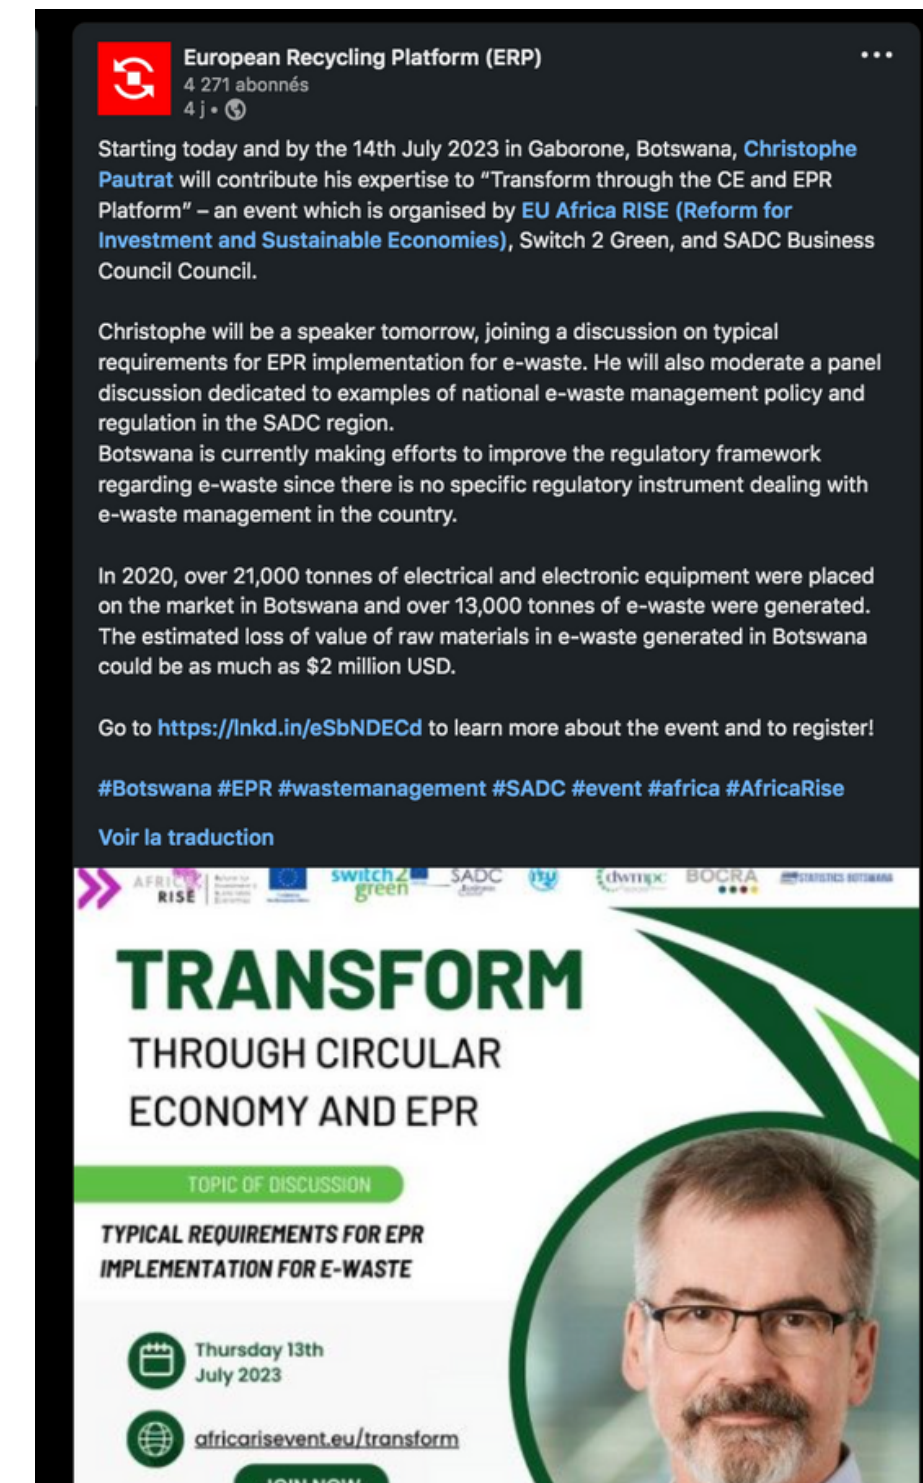 European Recycling Platform (ERP)
4 271 abonnés
4 j •
Starting today and by the 14th July 2023 in Gaborone, Botswana, Christophe
Pautrat will contribute his expertise to “Transform through the CE and EPR
Platform” – an event which is organised by EU Africa RISE (Reform for
Investment and Sustainable Economies), Switch 2 Green, and SADC Business
Council Council.
Christophe will be a speaker tomorrow, joining a discussion on typical
requirements for EPR implementation for e-waste. He will also moderate a panel
discussion dedicated to examples of national e-waste management policy and
regulation in the SADC region.
Botswana is currently making efforts to improve the regulatory framework
regarding e-waste since there is no specific regulatory instrument dealing with
e-waste management in the country.
In 2020, over 21,000 tonnes of electrical and electronic equipment were placed
on the market in Botswana and over 13,000 tonnes of e-waste were generated.
The estimated loss of value of raw materials in e-waste generated in Botswana
could be as much as $2 million USD.
Go to https://lnkd.in/eSbNDECd to learn more about the event and to register!
#Botswana #EPR #wastemanagement #SADC #event #africa #AfricaRise
Voir la traduction
AFRICA RISE switch2green SADC Business ITU dwmpc BOCRA STATISTICS BOTSWANA
TRANSFORM
THROUGH CIRCULAR
ECONOMY AND EPR
TOPIC OF DISCUSSION
TYPICAL REQUIREMENTS FOR EPR
IMPLEMENTATION FOR E-WASTE
Thursday 13th
July 2023
africarisevent.eu/transform
JOIN NOW